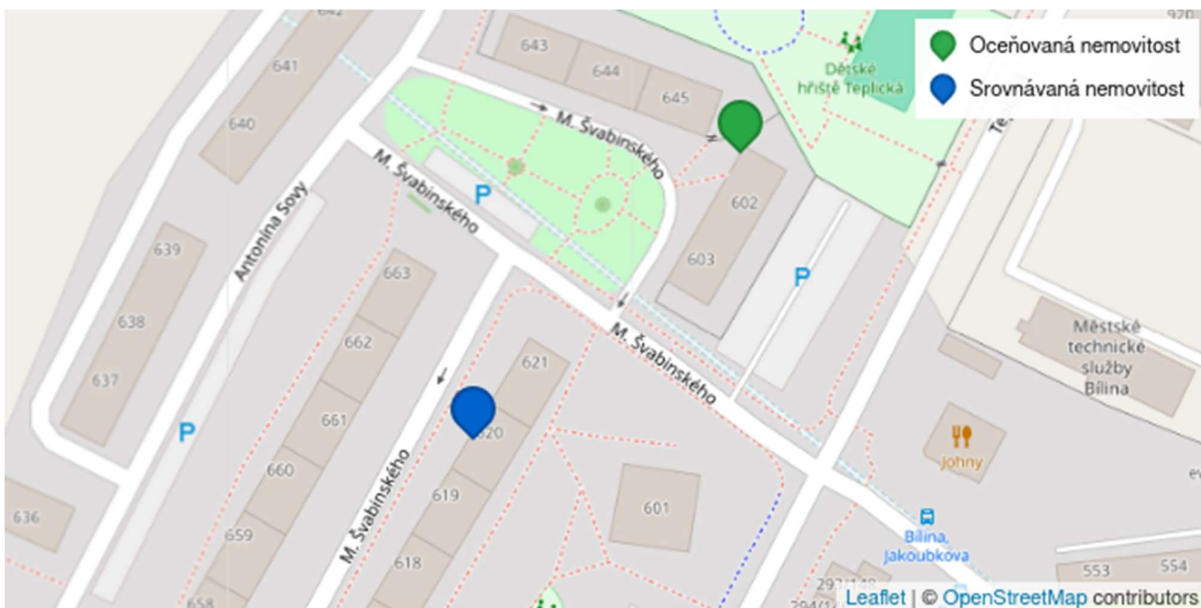 Oceňovaná nemovitost
Srovnávaná nemovitost
642
641
640
643
644
645
Dětské
hřiště Teplická
M. Švabinského
M. Švabinského
P
602
603
P
Antonína Sovy
639
638
637
663
662
661
660
659
658
P
636
M. Švabinského
M. Švabinského
621
620
619
618
601
Městské
technické
služby
Bílina
Johny
Bílina,
Jakoubkova
553
554
920
Leaflet | © OpenStreetMap contributors